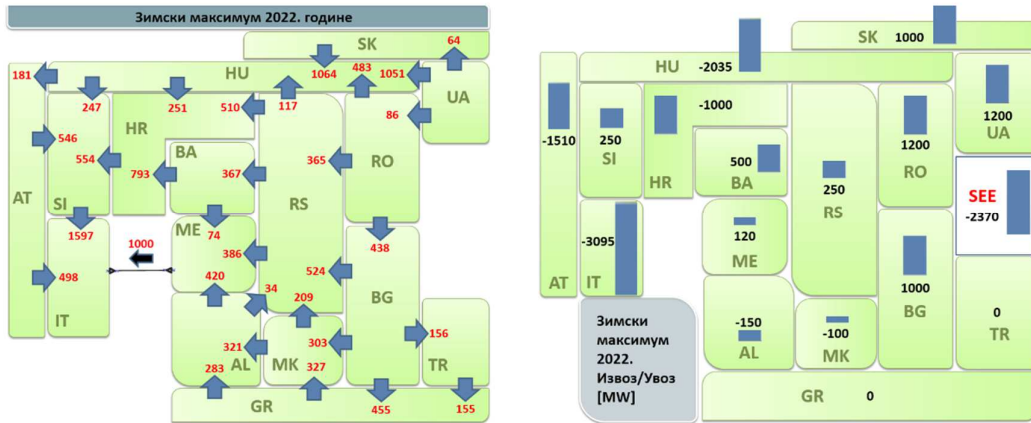 Зимски максимум 2022. године
SK
64
181
HU
1064
483
1051
UA
247
251
510
117
86
HR
546
554
BA
793
367
365
RO
AT
SI
RS
1597
1000
ME
74
386
438
498
420
524
34
209
BG
IT
321
AL
MK
303
156
TR
283
327
GR
455
155
SK
1000
HU
-2035
-1510
250
SI
-1000
HR
500
BA
250
RS
1200
RO
1200
UA
SEE
-2370
-3095
120
ME
AT
IT
1000
BG
0
TR
Зимски
максимум
2022.
Извоз/Увоз
[MW]
-150
AL
-100
MK
GR
0